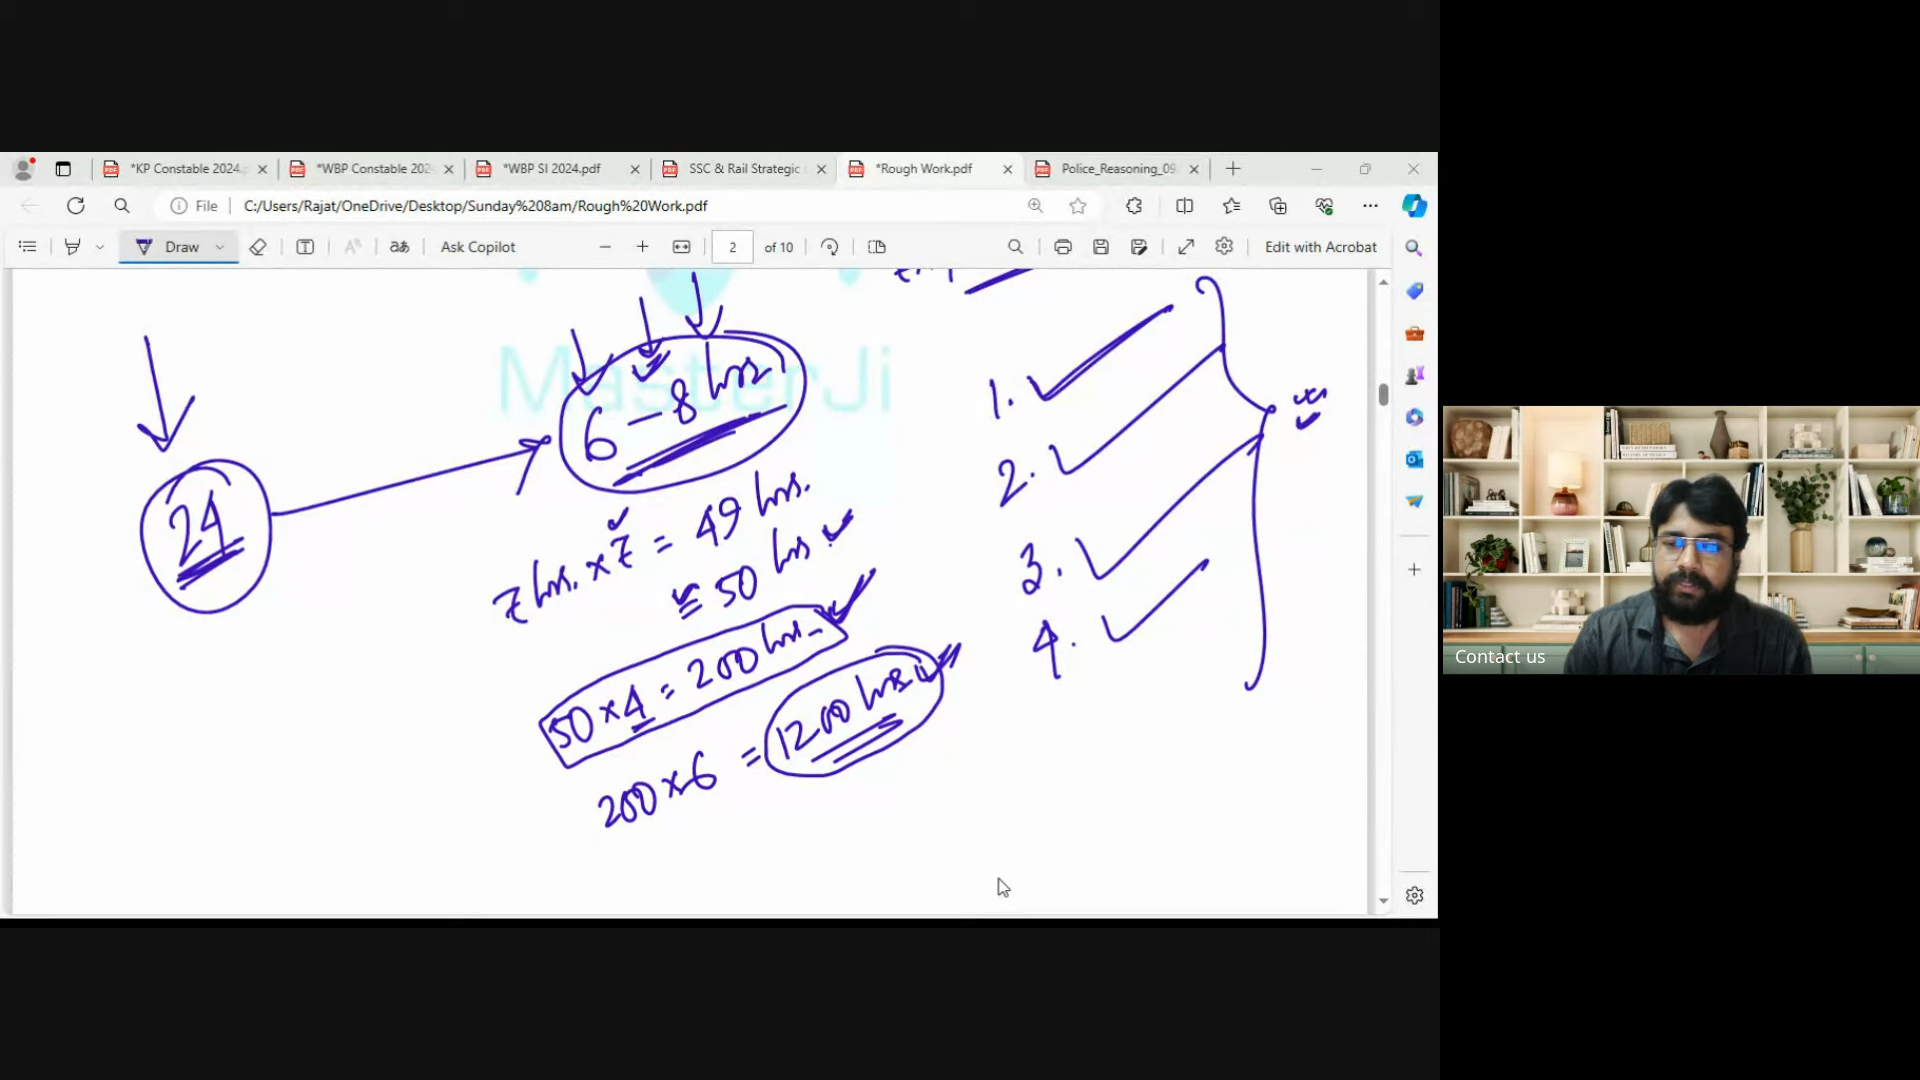 *KP Constable 2024.p
*WBP Constable 202
*WBP SI 2024.pdf
SSC & Rail Strategic
*Rough Work.pdf
Police_Reasoning_09
File
C:/Users/Rajat/OneDrive/Desktop/Sunday%208am/Rough%20Work.pdf
Draw
aあ
Ask Copilot
2 of 10
Edit with Acrobat
MasterJi
24
6 - 8 hrs
7 hrs. × 7 = 49 hrs.
≅ 50 hrs
50 × 4 = 200 hrs.
200 × 6 = 1200 hrs
1.
2.
3.
4.
Contact us